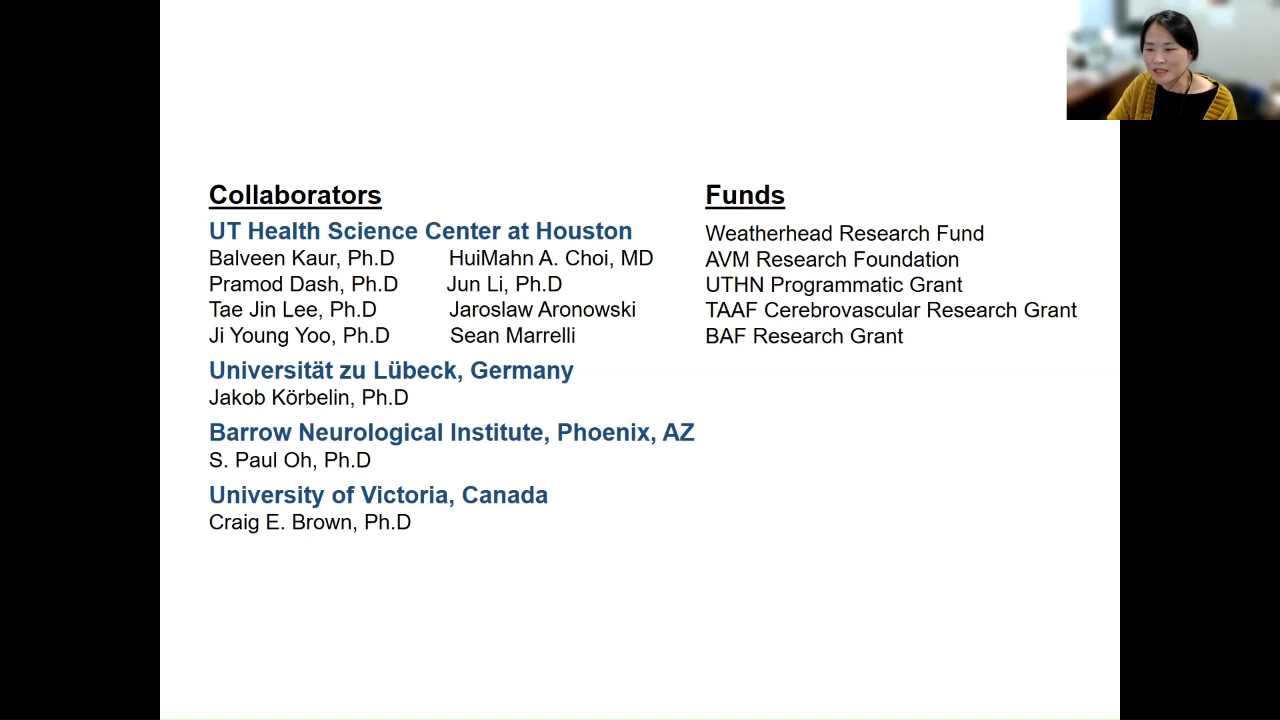 Collaborators
UT Health Science Center at Houston
Balveen Kaur, Ph.D HuiMahn A. Choi, MD
Pramod Dash, Ph.D Jun Li, Ph.D
Tae Jin Lee, Ph.D Jaroslaw Aronowski
Ji Young Yoo, Ph.D Sean Marrelli
Universität zu Lübeck, Germany
Jakob Körbelin, Ph.D
Barrow Neurological Institute, Phoenix, AZ
S. Paul Oh, Ph.D
University of Victoria, Canada
Craig E. Brown, Ph.D
Funds
Weatherhead Research Fund
AVM Research Foundation
UTHN Programmatic Grant
TAAF Cerebrovascular Research Grant
BAF Research Grant